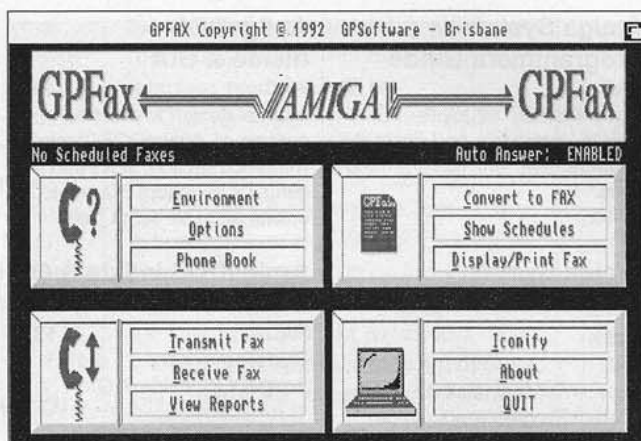 GPFAX Copyright © 1992 GPSoftware - Brisbane
GPFax AMIGA GPFax
No Scheduled Faxes Auto Answer: ENABLED
Environment
Options
Phone Book
GPFax
Convert to FAX
Show Schedules
Display/Print Fax
Transmit Fax
Receive Fax
View Reports
Iconify
About
QUIT